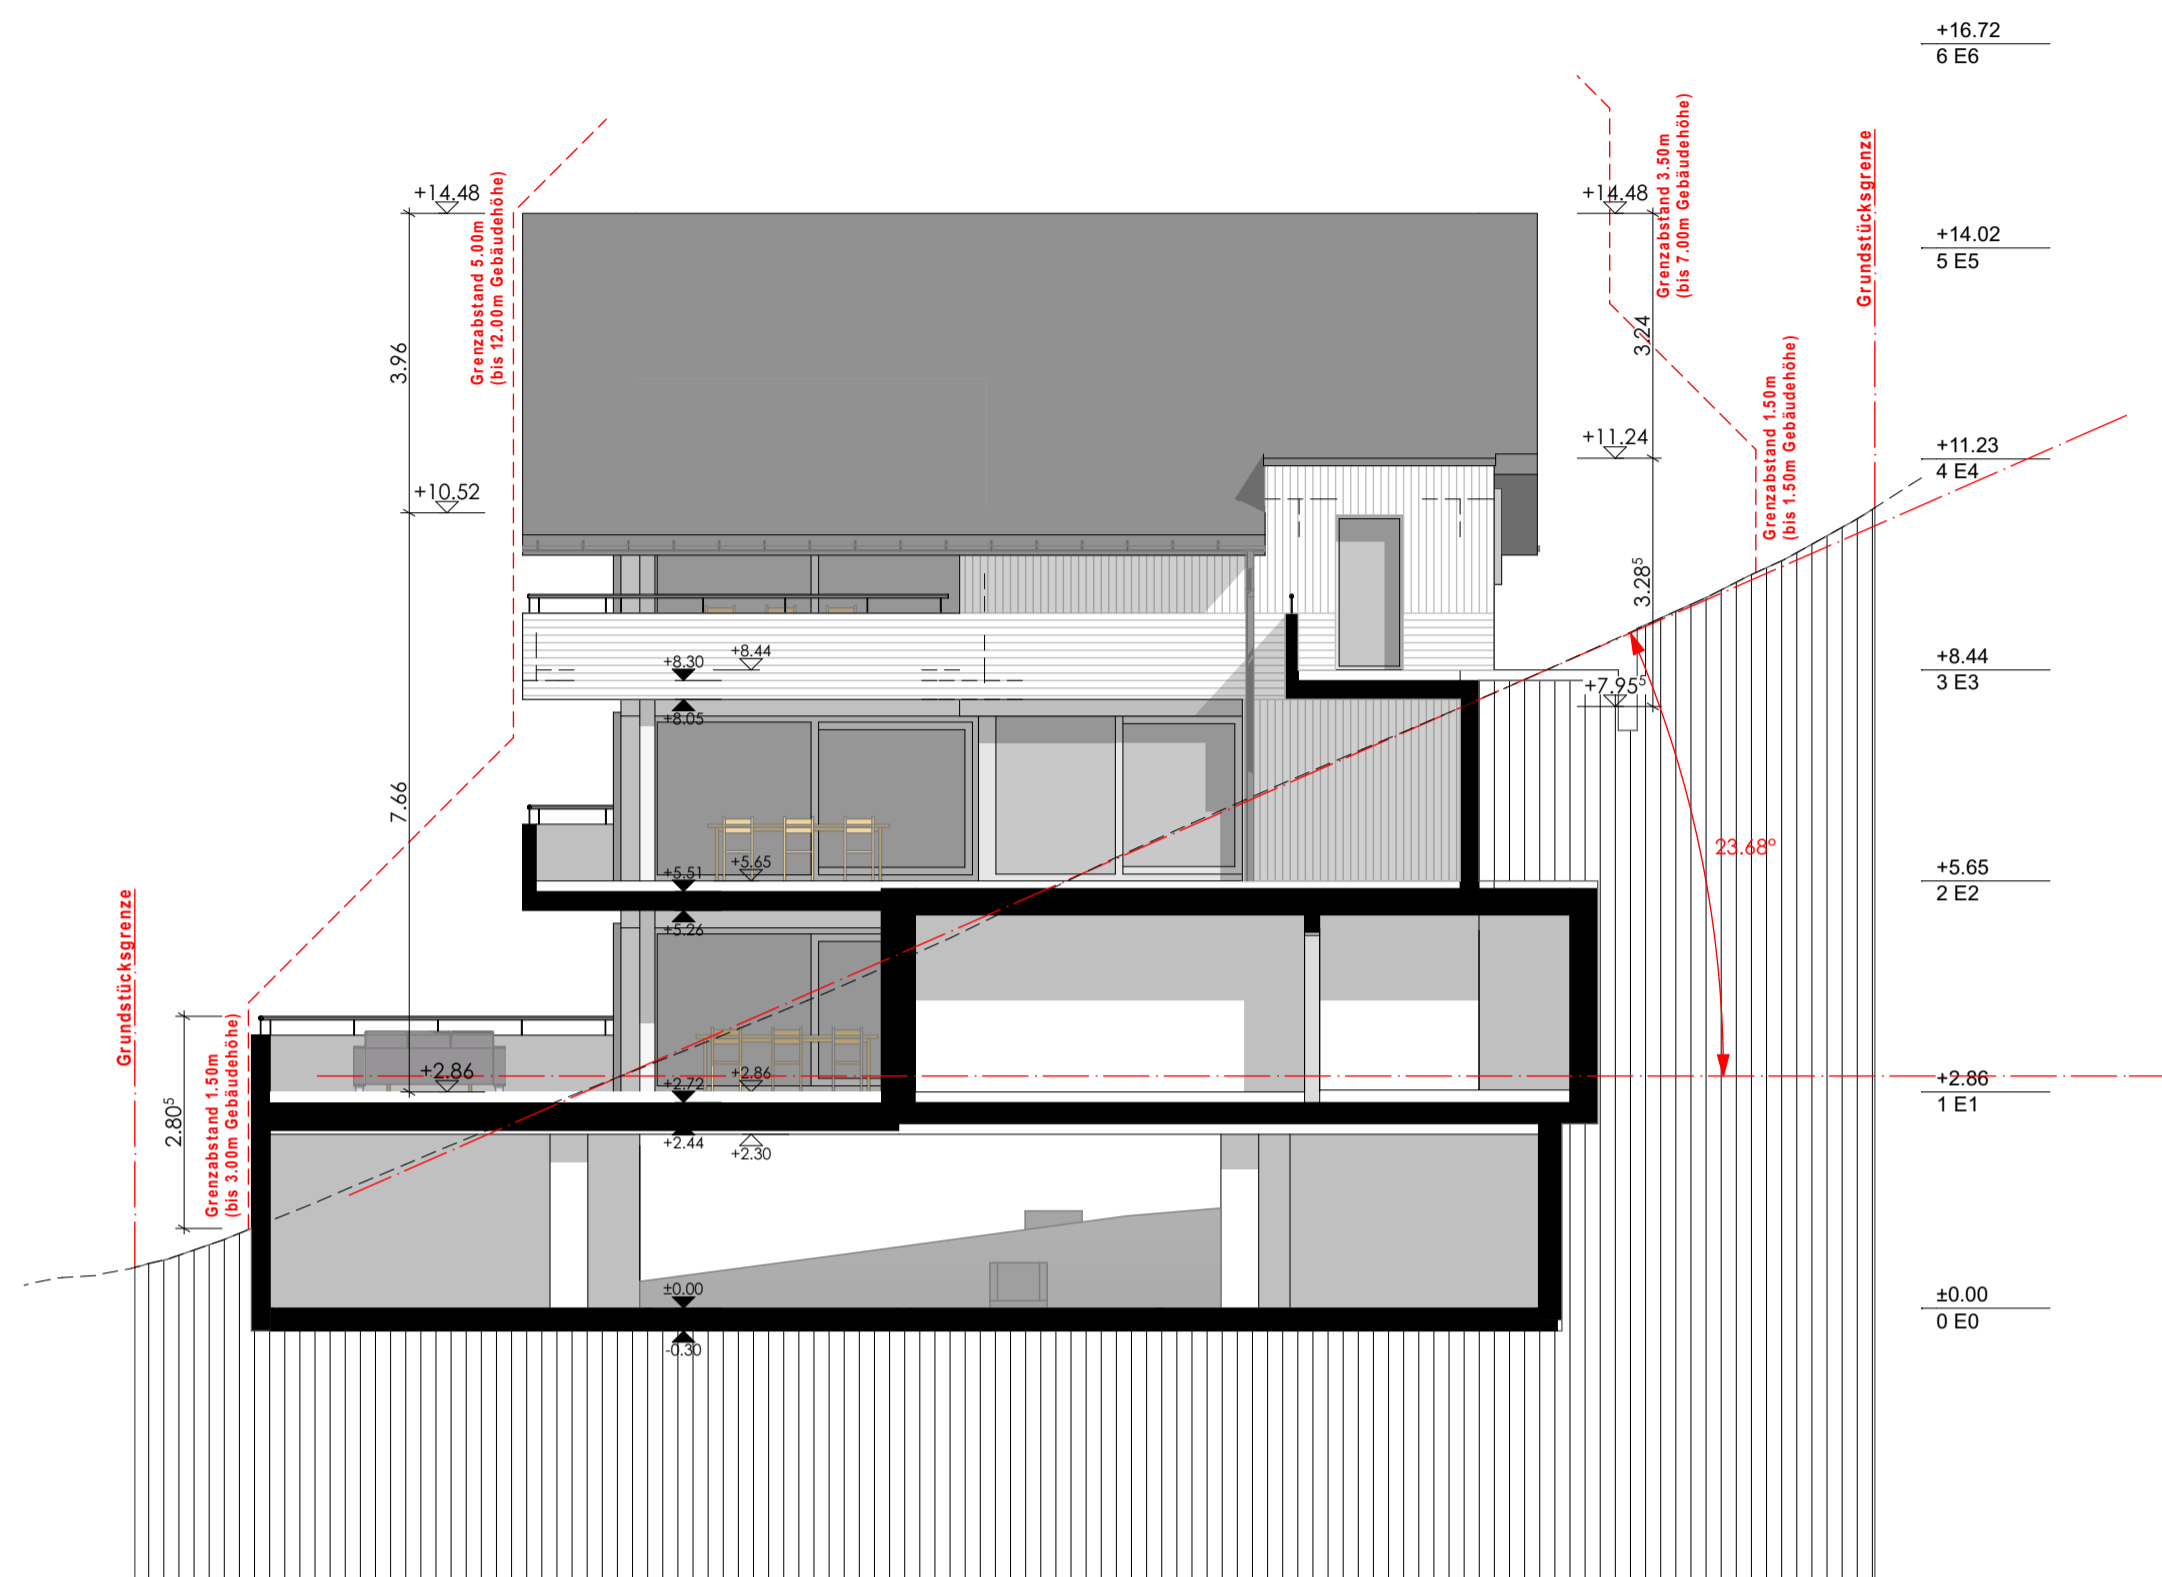 +16.72
6 E6
+14.48
Grenzabstand 5.00m
(bis 12.00m Gebäudehöhe)
+14.48
Grenzabstand 3.50m
(bis 7.00m Gebäudehöhe)
Grundstücksgrenze
+14.02
5 E5
3.96
3.24
Grenzabstand 1.50m
(bis 1.50m Gebäudehöhe)
+11.24
+11.23
4 E4
+10.52
3.28⁵
+8.44
+8.30
+8.05
+7.95⁵
+8.44
3 E3
7.66
23.68°
+5.65
+5.51
+5.26
+5.65
2 E2
Grundstücksgrenze
Grenzabstand 1.50m
(bis 3.00m Gebäudehöhe)
2.80⁵
+2.86
+2.86
+2.72
+2.44
+2.30
+2.86
1 E1
±0.00
-0.30
±0.00
0 E0